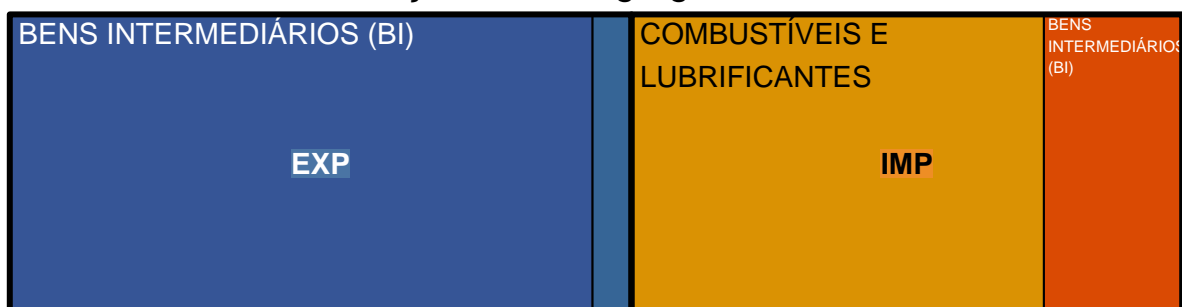 BENS INTERMEDIÁRIOS (BI)
EXP
COMBUSTÍVEIS E
LUBRIFICANTES
IMP
BENS
INTERMEDIÁRIOS
(BI)